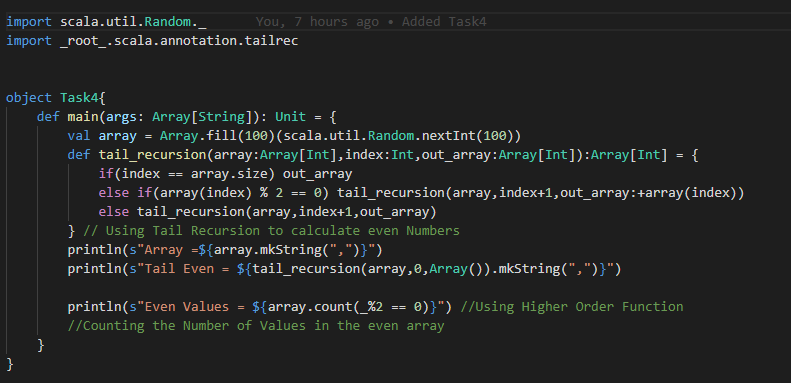 import scala.util.Random._ You, 7 hours ago • Added Task4
import _root_.scala.annotation.tailrec
object Task4{
def main(args: Array[String]): Unit = {
val array = Array.fill(100)(scala.util.Random.nextInt(100))
def tail_recursion(array:Array[Int],index:Int,out_array:Array[Int]):Array[Int] = {
if(index == array.size) out_array
else if(array(index) % 2 == 0) tail_recursion(array,index+1,out_array:+array(index))
else tail_recursion(array,index+1,out_array)
} // Using Tail Recursion to calculate even Numbers
println(s"Array =${array.mkString(",")}")
println(s"Tail Even = ${tail_recursion(array,0,Array()).mkString(",")}")
println(s"Even Values = ${array.count(_%2 == 0)}") //Using Higher Order Function
//Counting the Number of Values in the even array
}
}